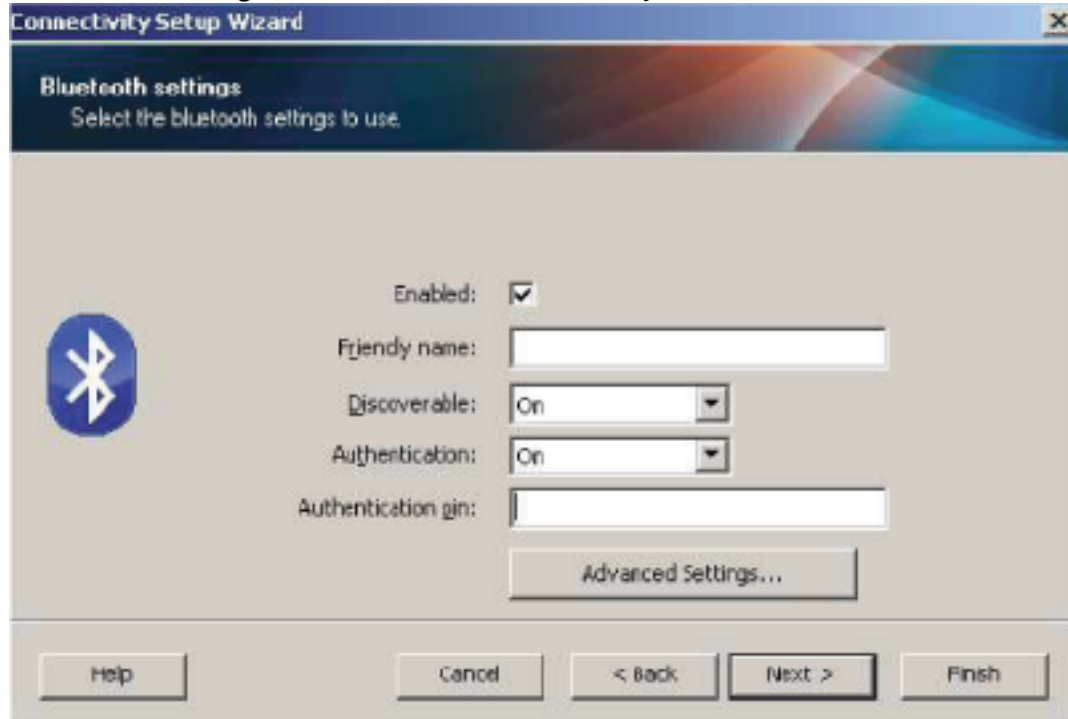 Connectivity Setup Wizard
Bluetooth settings
Select the bluetooth settings to use.
Enabled:
Friendly name:
Discoverable: On
Authentication: On
Authentication pin:
Advanced Settings...
Help Cancel < Back Next > Finish